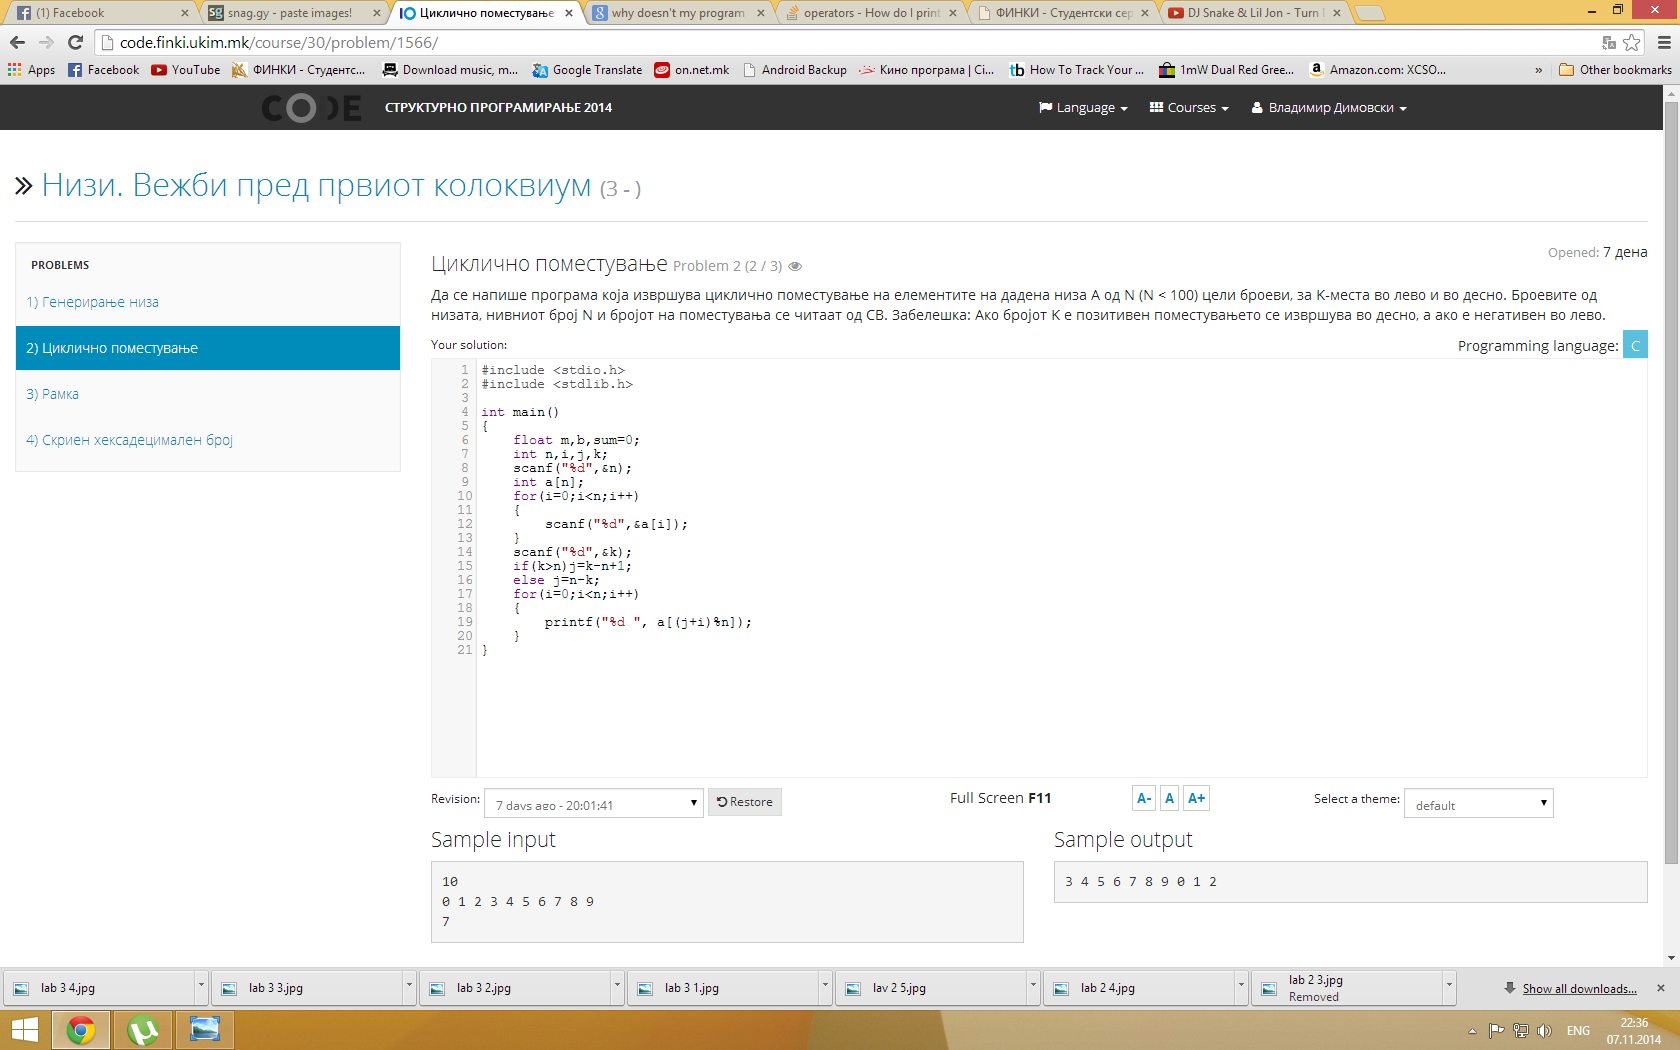 (1) Facebook
snag.gy - paste images!
Циклично поместување
why doesn't my program
operators - How do I print
ФИНКИ - Студентски сер
DJ Snake & Lil Jon - Turn
code.finki.ukim.mk/course/30/problem/1566/
Apps
Facebook
YouTube
ФИНКИ - Студентс...
Download music, m...
Google Translate
on.net.mk
Android Backup
Кино програма | Ci...
How To Track Your ...
1mW Dual Red Gree...
Amazon.com: XCSO...
»
Other bookmarks
CODE
СТРУКТУРНО ПРОГРАМИРАЊЕ 2014
Language
Courses
Владимир Димовски
» Низи. Вежби пред првиот колоквиум (3 - )
PROBLEMS
1) Генерирање низа
2) Циклично поместување
3) Рамка
4) Скриен хексадецимален број
Opened: 7 дена
Циклично поместување Problem 2 (2 / 3)
Да се напише програма која извршува циклично поместување на елементите на дадена низа А од N (N < 100) цели броеви, за К-места во лево и во десно. Броевите од
низата, нивниот број N и бројот на поместувања се читаат од СВ. Забелешка: Ако бројот К е позитивен поместувањето се извршува во десно, а ако е негативен во лево.
Your solution:
Programming language: C
1 #include <stdio.h>
2 #include <stdlib.h>
3
4 int main()
5 {
6     float m,b,sum=0;
7     int n,i,j,k;
8     scanf("%d",&n);
9     int a[n];
10     for(i=0;i<n;i++)
11     {
12         scanf("%d",&a[i]);
13     }
14     scanf("%d",&k);
15     if(k>n)j=k-n+1;
16     else j=n-k;
17     for(i=0;i<n;i++)
18     {
19         printf("%d ", a[(j+i)%n]);
20     }
21 }
Revision: 7 days ago - 20:01:41
Restore
Full Screen F11
A- A A+
Select a theme: default
Sample input
10
0 1 2 3 4 5 6 7 8 9
7
Sample output
3 4 5 6 7 8 9 0 1 2
lab 3 4.jpg
lab 3 3.jpg
lab 3 2.jpg
lab 3 1.jpg
lav 2 5.jpg
lab 2 4.jpg
lab 2 3.jpg
Removed
Show all downloads...
ENG
22:36
07.11.2014